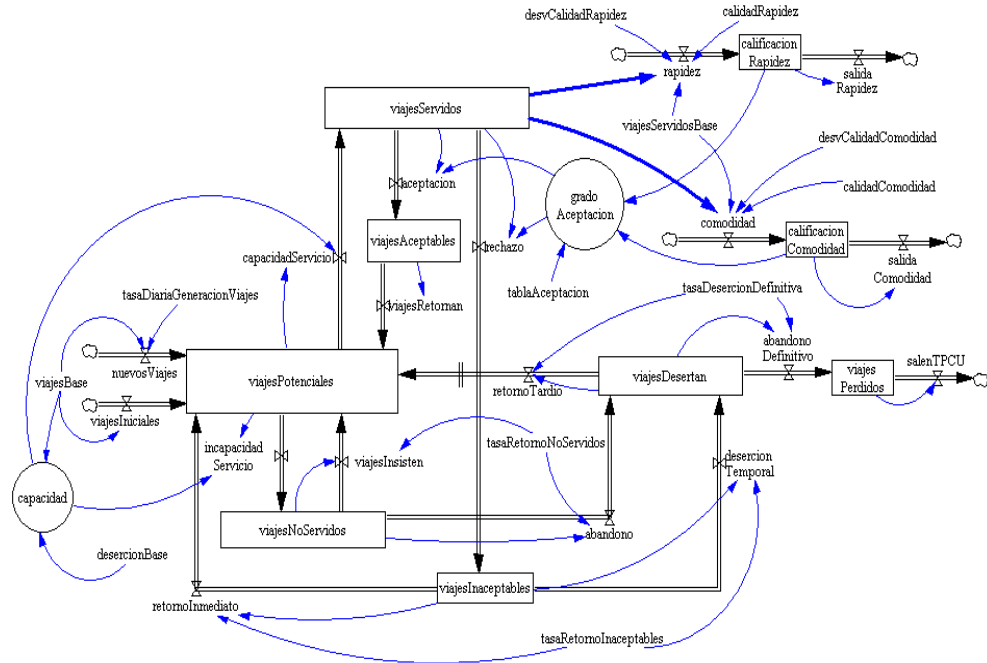 desvCalidadRapidez
calidadRapidez
calificacion
Rapidez
rapidez
salida
Rapidez
viajesServidos
viajesServidosBase
desvCalidadComodidad
aceptacion
grado
Aceptacion
calidadComodidad
comodidad
viajesAceptables
rechazo
calificacion
Comodidad
capacidadServicio
salida
Comodidad
tasaDiariaGeneracionViajes
viajesRetornan
tablaAceptacion
tasaDesercionDefinitiva
abandono
Definitivo
nuevosViajes
viajesPotenciales
viajesDesertan
viajes
Perdidos
salenTPCU
viajesBase
retornoTardio
viajesIniciales
incapacidad
Servicio
viajesInsisten
tasaRetornoNoServidos
desercion
Temporal
capacidad
viajesNoServidos
abandono
desercionBase
viajesInaceptables
retornoInmediato
tasaRetornoInaceptables